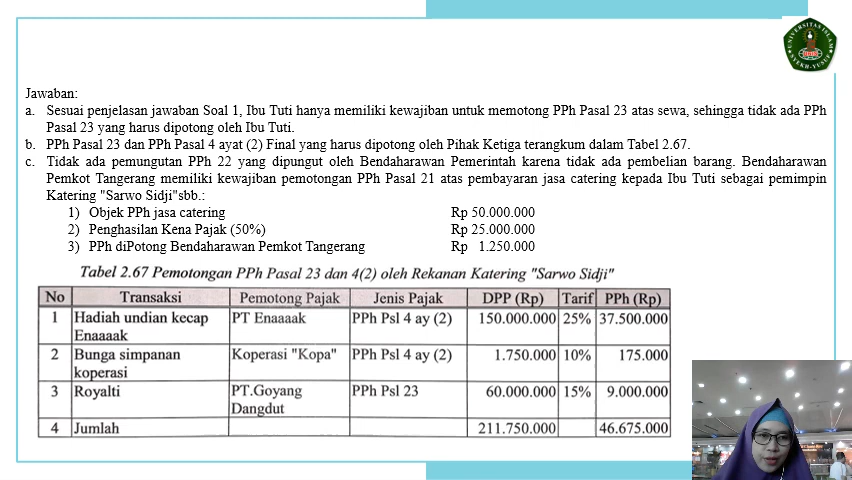 Jawaban:
a. Sesuai penjelasan jawaban Soal 1, Ibu Tuti hanya memiliki kewajiban untuk memotong PPh Pasal 23 atas sewa, sehingga tidak ada PPh
Pasal 23 yang harus dipotong oleh Ibu Tuti.
b. PPh Pasal 23 dan PPh Pasal 4 ayat (2) Final yang harus dipotong oleh Pihak Ketiga terangkum dalam Tabel 2.67.
c. Tidak ada pemungutan PPh 22 yang dipungut oleh Bendaharawan Pemerintah karena tidak ada pembelian barang. Bendaharawan
Pemkot Tangerang memiliki kewajiban pemotongan PPh Pasal 21 atas pembayaran jasa catering kepada Ibu Tuti sebagai pemimpin
Katering "Sarwo Sidji"sbb.:
1) Objek PPh jasa catering Rp 50.000.000
2) Penghasilan Kena Pajak (50%) Rp 25.000.000
3) PPh diPotong Bendaharawan Pemkot Tangerang Rp 1.250.000
Tabel 2.67 Pemotongan PPh Pasal 23 dan 4(2) oleh Rekanan Katering "Sarwo Sidji"
No Transaksi Pemotong Pajak Jenis Pajak DPP (Rp) Tarif PPh (Rp)
1 Hadiah undian kecap PT Enaaaak PPh Psl 4 ay (2) 150.000.000 25% 37.500.000
Enaaaak
2 Bunga simpanan Koperasi "Kopa" PPh Psl 4 ay (2) 1.750.000 10% 175.000
koperasi
3 Royalti PT.Goyang PPh Psl 23 60.000.000 15% 9.000.000
Dangdut
4 Jumlah 211.750.000 46.675.000